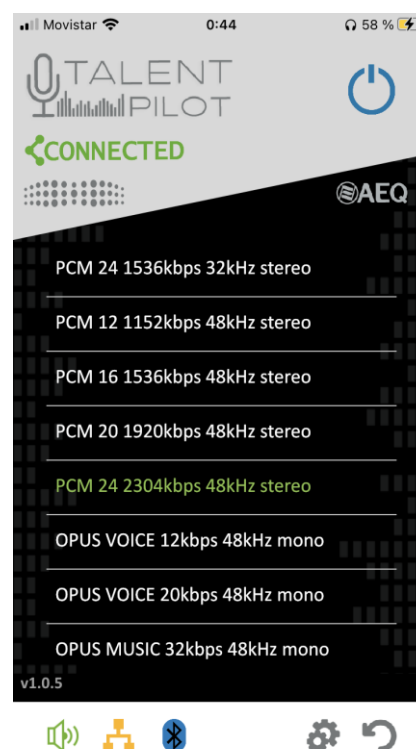 Movistar 0:44 58 %
TALENT
PILOT
CONNECTED
AEQ
PCM 24 1536kbps 32kHz stereo
PCM 12 1152kbps 48kHz stereo
PCM 16 1536kbps 48kHz stereo
PCM 20 1920kbps 48kHz stereo
PCM 24 2304kbps 48kHz stereo
OPUS VOICE 12kbps 48kHz mono
OPUS VOICE 20kbps 48kHz mono
OPUS MUSIC 32kbps 48kHz mono
v1.0.5